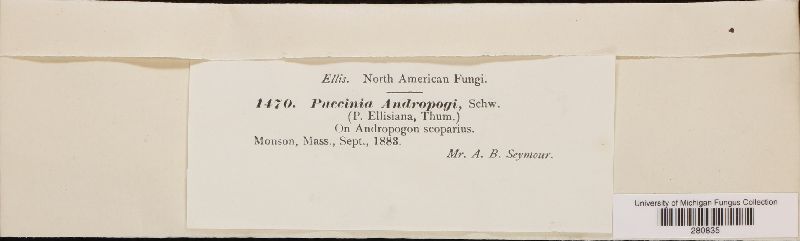 Ellis. North American Fungi.
1470. Puccinia Andropogi, Schw.
(P. Ellisiana, Thum.)
On Andropogon scoparius.
Monson, Mass., Sept., 1883.
Mr. A. B. Seymour.
University of Michigan Fungus Collection
280835